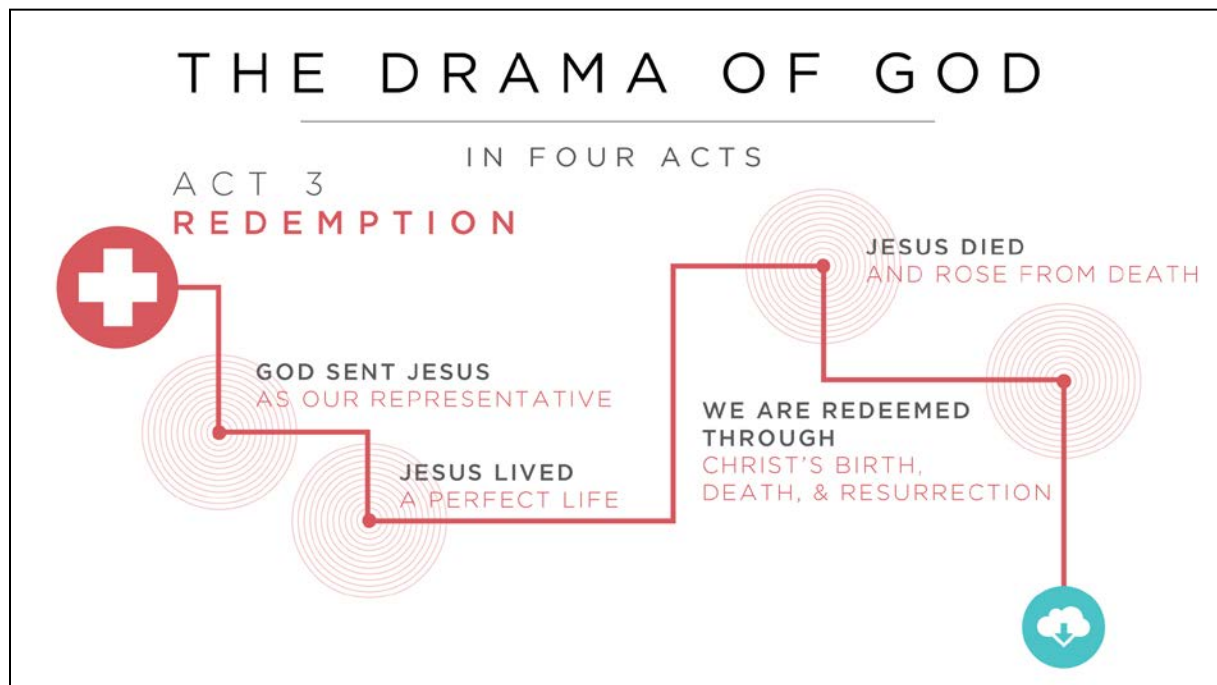 THE DRAMA OF GOD
IN FOUR ACTS
ACT 3
REDEMPTION
GOD SENT JESUS
AS OUR REPRESENTATIVE
JESUS LIVED
A PERFECT LIFE
JESUS DIED
AND ROSE FROM DEATH
WE ARE REDEEMED
THROUGH
CHRIST'S BIRTH,
DEATH, & RESURRECTION